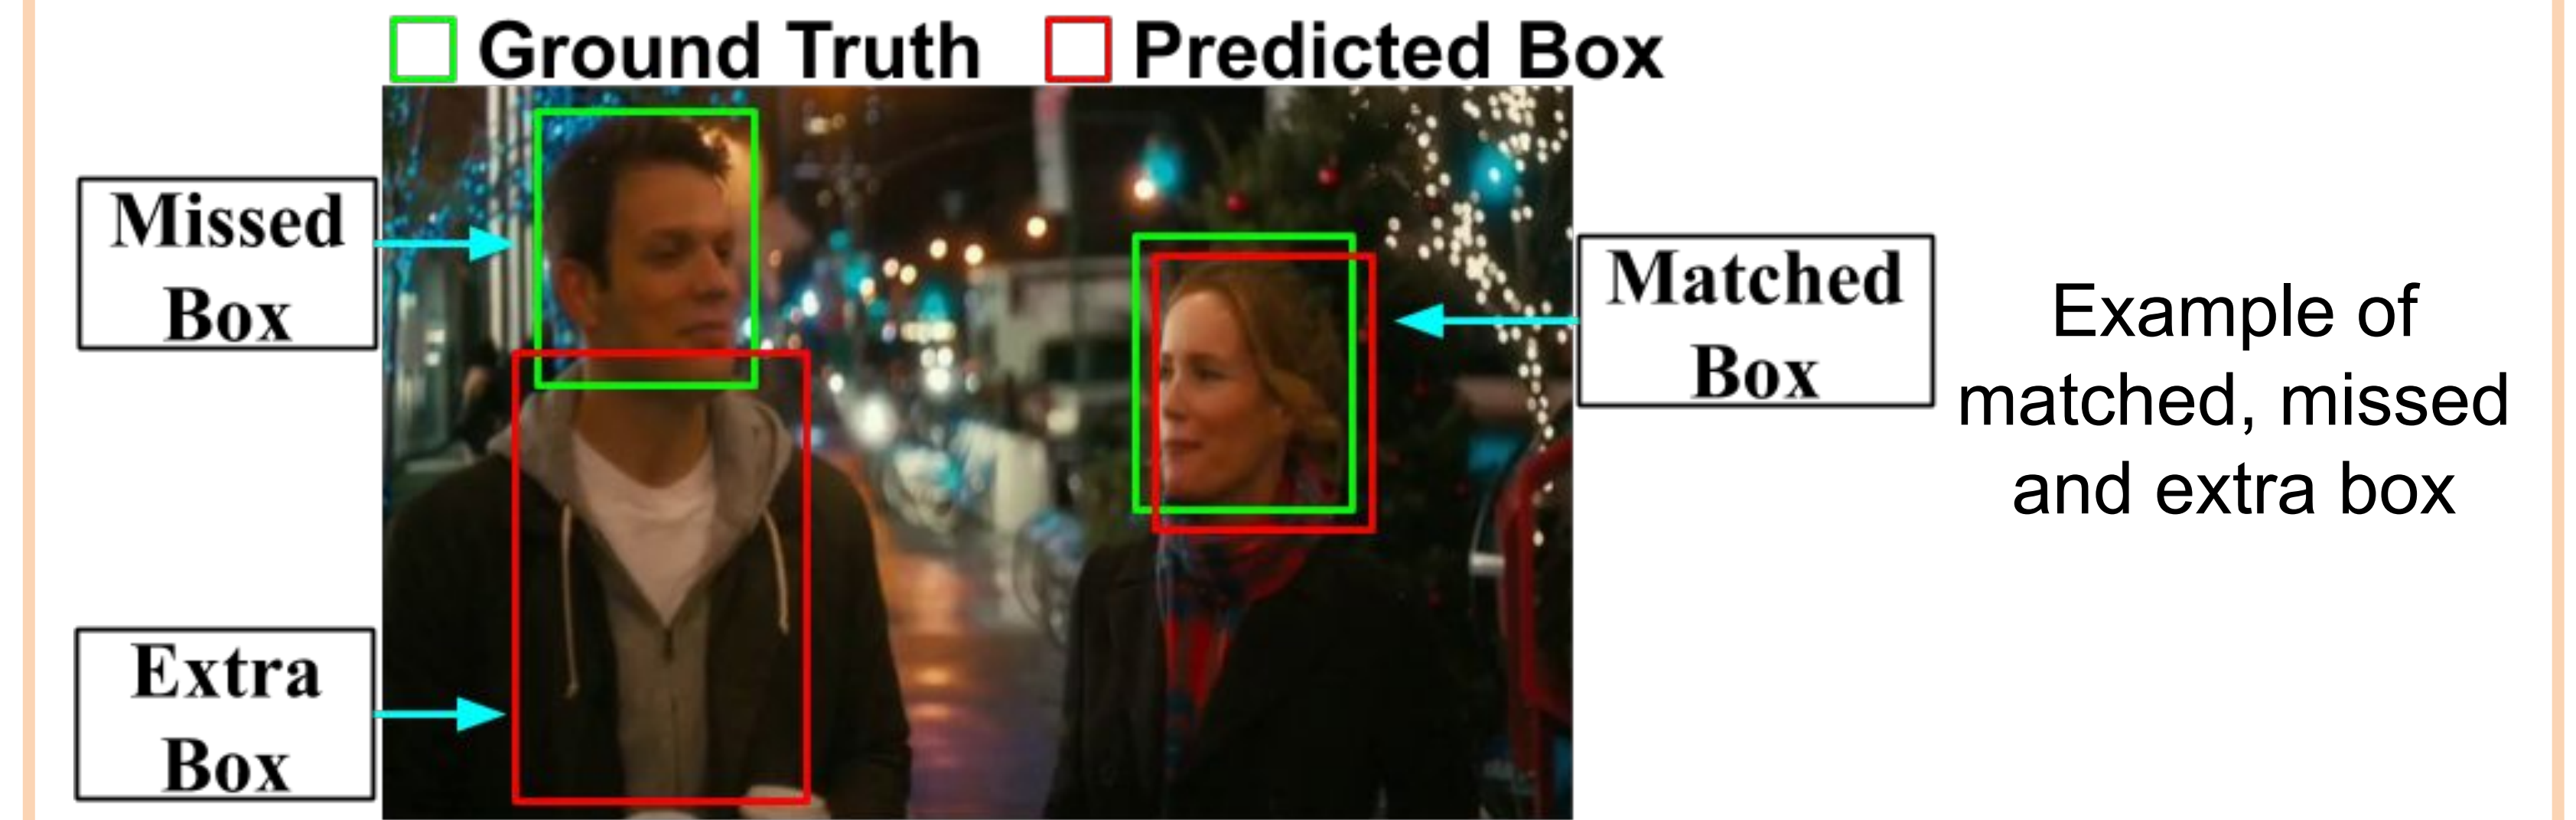 Ground Truth
Predicted Box
Missed
Box
Matched
Box
Example of
matched, missed
and extra box
Extra
Box